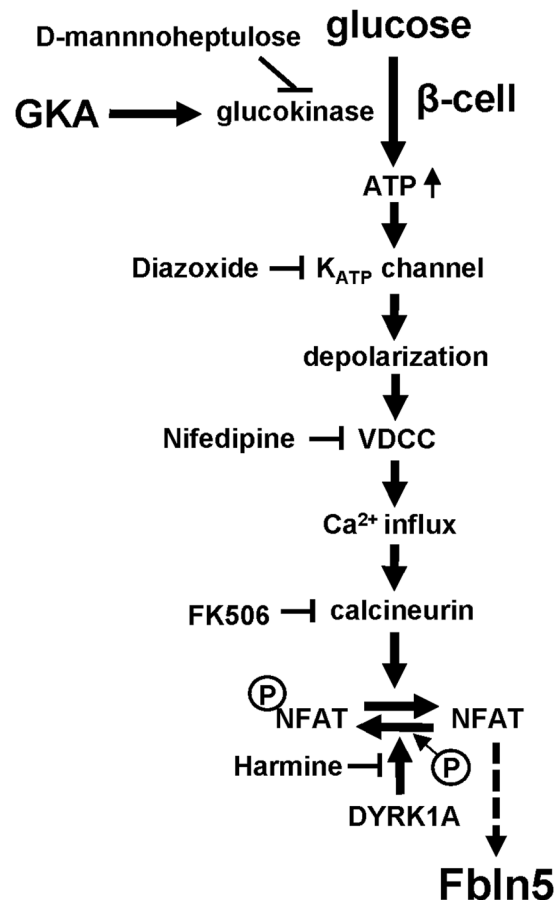 glucose
D-mannnoheptulose
GKA
glucokinase
β-cell
ATP
Diazoxide
K_ATP channel
depolarization
Nifedipine
VDCC
Ca²⁺ influx
FK506
calcineurin
P
NFAT
NFAT
Harmine
P
DYRK1A
Fbln5